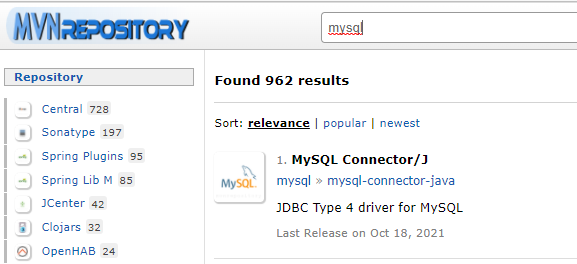 MVNREPOSITORY
mysql
Repository
Central 728
Sonatype 197
Spring Plugins 95
Spring Lib M 85
JCenter 42
Clojars 32
OpenHAB 24
Found 962 results
Sort: relevance | popular | newest
MySQL
1. MySQL Connector/J
mysql » mysql-connector-java
JDBC Type 4 driver for MySQL
Last Release on Oct 18, 2021